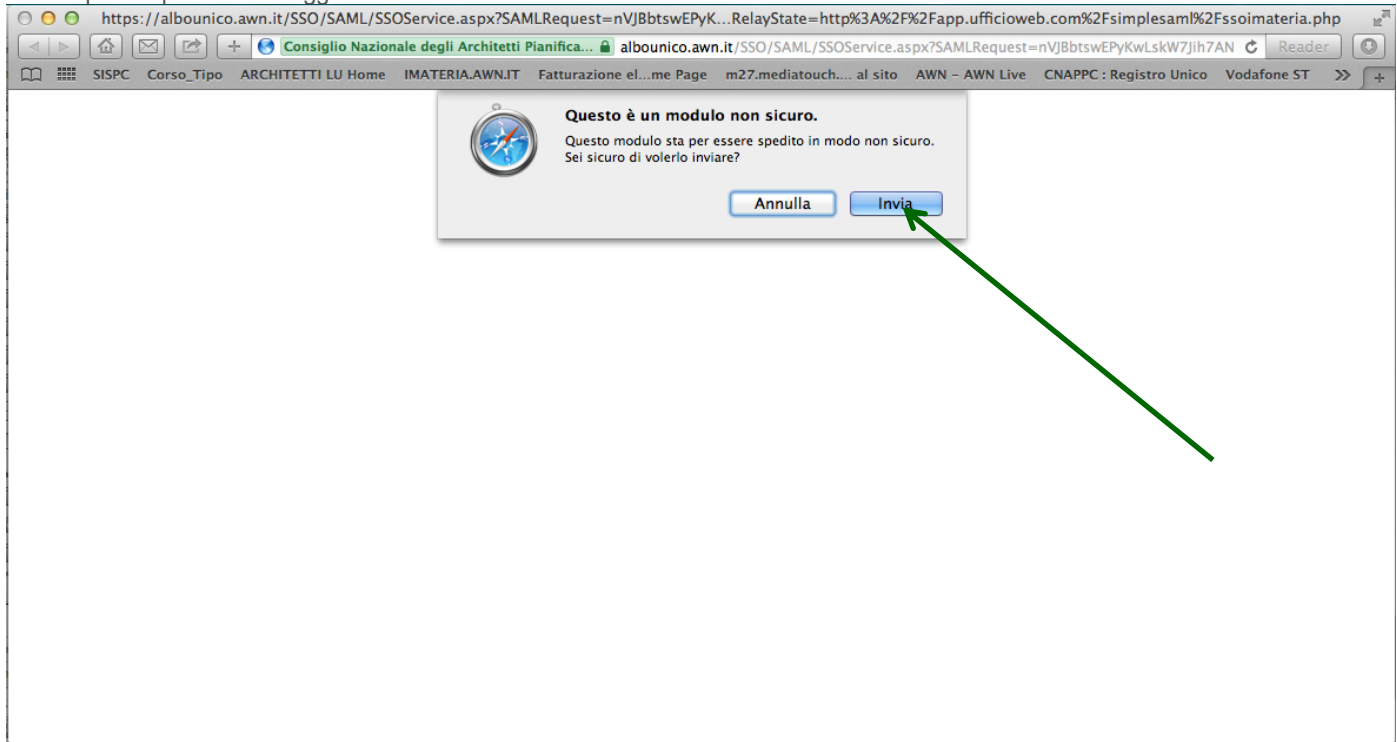 https://albounico.awn.it/SSO/SAML/SSOService.aspx?SAMLRequest=nVJBbtswEPyK...RelayState=http%3A%2F%2Fapp.ufficioweb.com%2Fsimplesaml%2Fssoimateria.php
Consiglio Nazionale degli Architetti Pianifica... albounico.awn.it/SSO/SAML/SSOService.aspx?SAMLRequest=nVJBbtswEPyKwLskW7Jih7AN Reader
SISPC Corso_Tipo ARCHITETTI LU Home IMATERIA.AWN.IT Fatturazione el...me Page m27.mediatouch.... al sito AWN – AWN Live CNAPPC : Registro Unico Vodafone ST
Questo è un modulo non sicuro.
Questo modulo sta per essere spedito in modo non sicuro.
Sei sicuro di volerlo inviare?
Annulla Invia